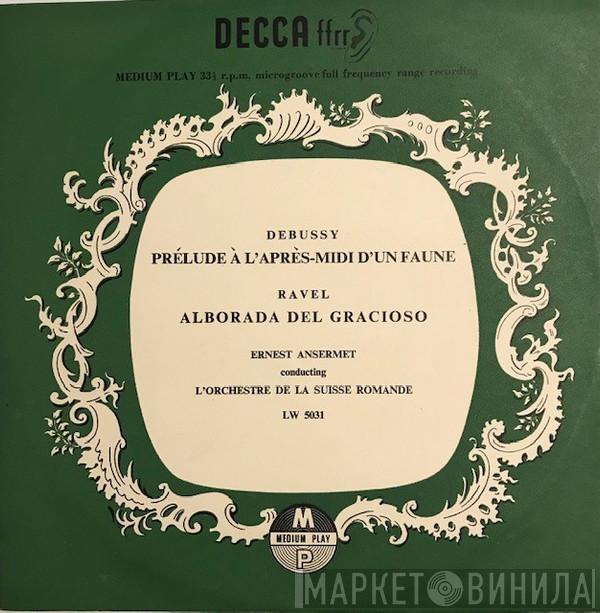 DECCA ffrr
MEDIUM PLAY 33⅓ r.p.m. microgroove full frequency range recording
DEBUSSY
PRÉLUDE À L'APRÈS-MIDI D'UN FAUNE
RAVEL
ALBORADA DEL GRACIOSO
ERNEST ANSERMET
conducting
L'ORCHESTRE DE LA SUISSE ROMANDE
LW 5031
M
MEDIUM PLAY
P
МАРКЕТ ВИНИЛА